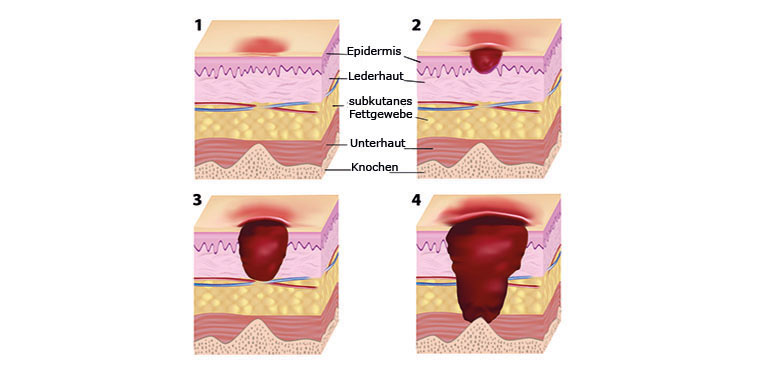 1
2
Epidermis
Lederhaut
subkutanes
Fettgewebe
Unterhaut
Knochen
3
4